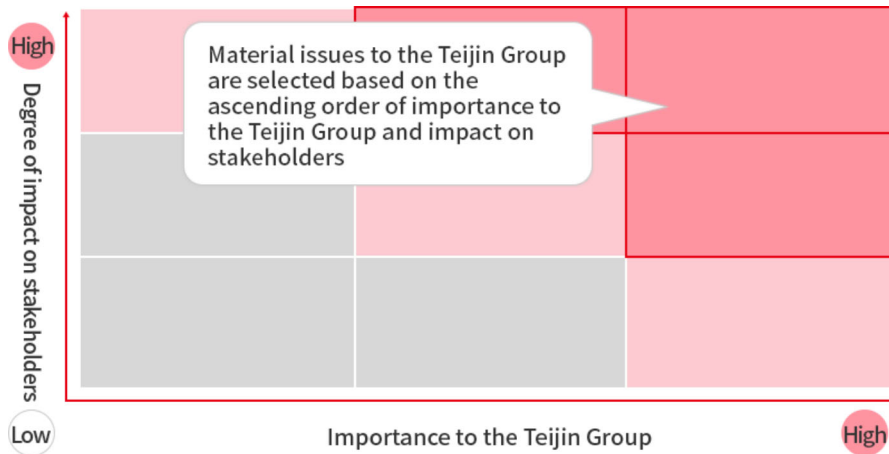 High
Material issues to the Teijin Group
are selected based on the
ascending order of importance to
the Teijin Group and impact on
stakeholders
Degree of impact on stakeholders
Low
Importance to the Teijin Group
High